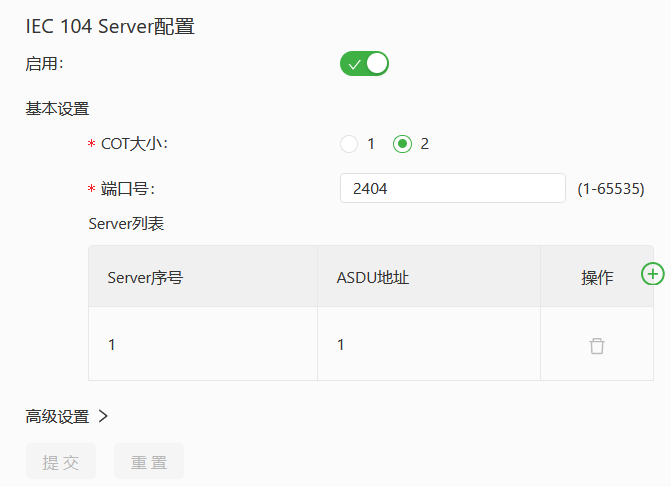 IEC 104 Server配置
启用：
基本设置
* COT大小： 1 2
* 端口号： 2404 (1-65535)
Server列表
Server序号 ASDU地址 操作
1 1
高级设置
提交 重置